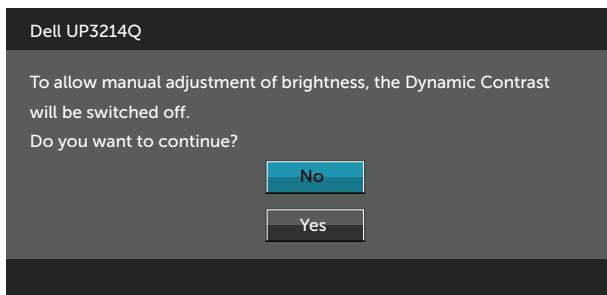 Dell UP3214Q
To allow manual adjustment of brightness, the Dynamic Contrast
will be switched off.
Do you want to continue?
No
Yes